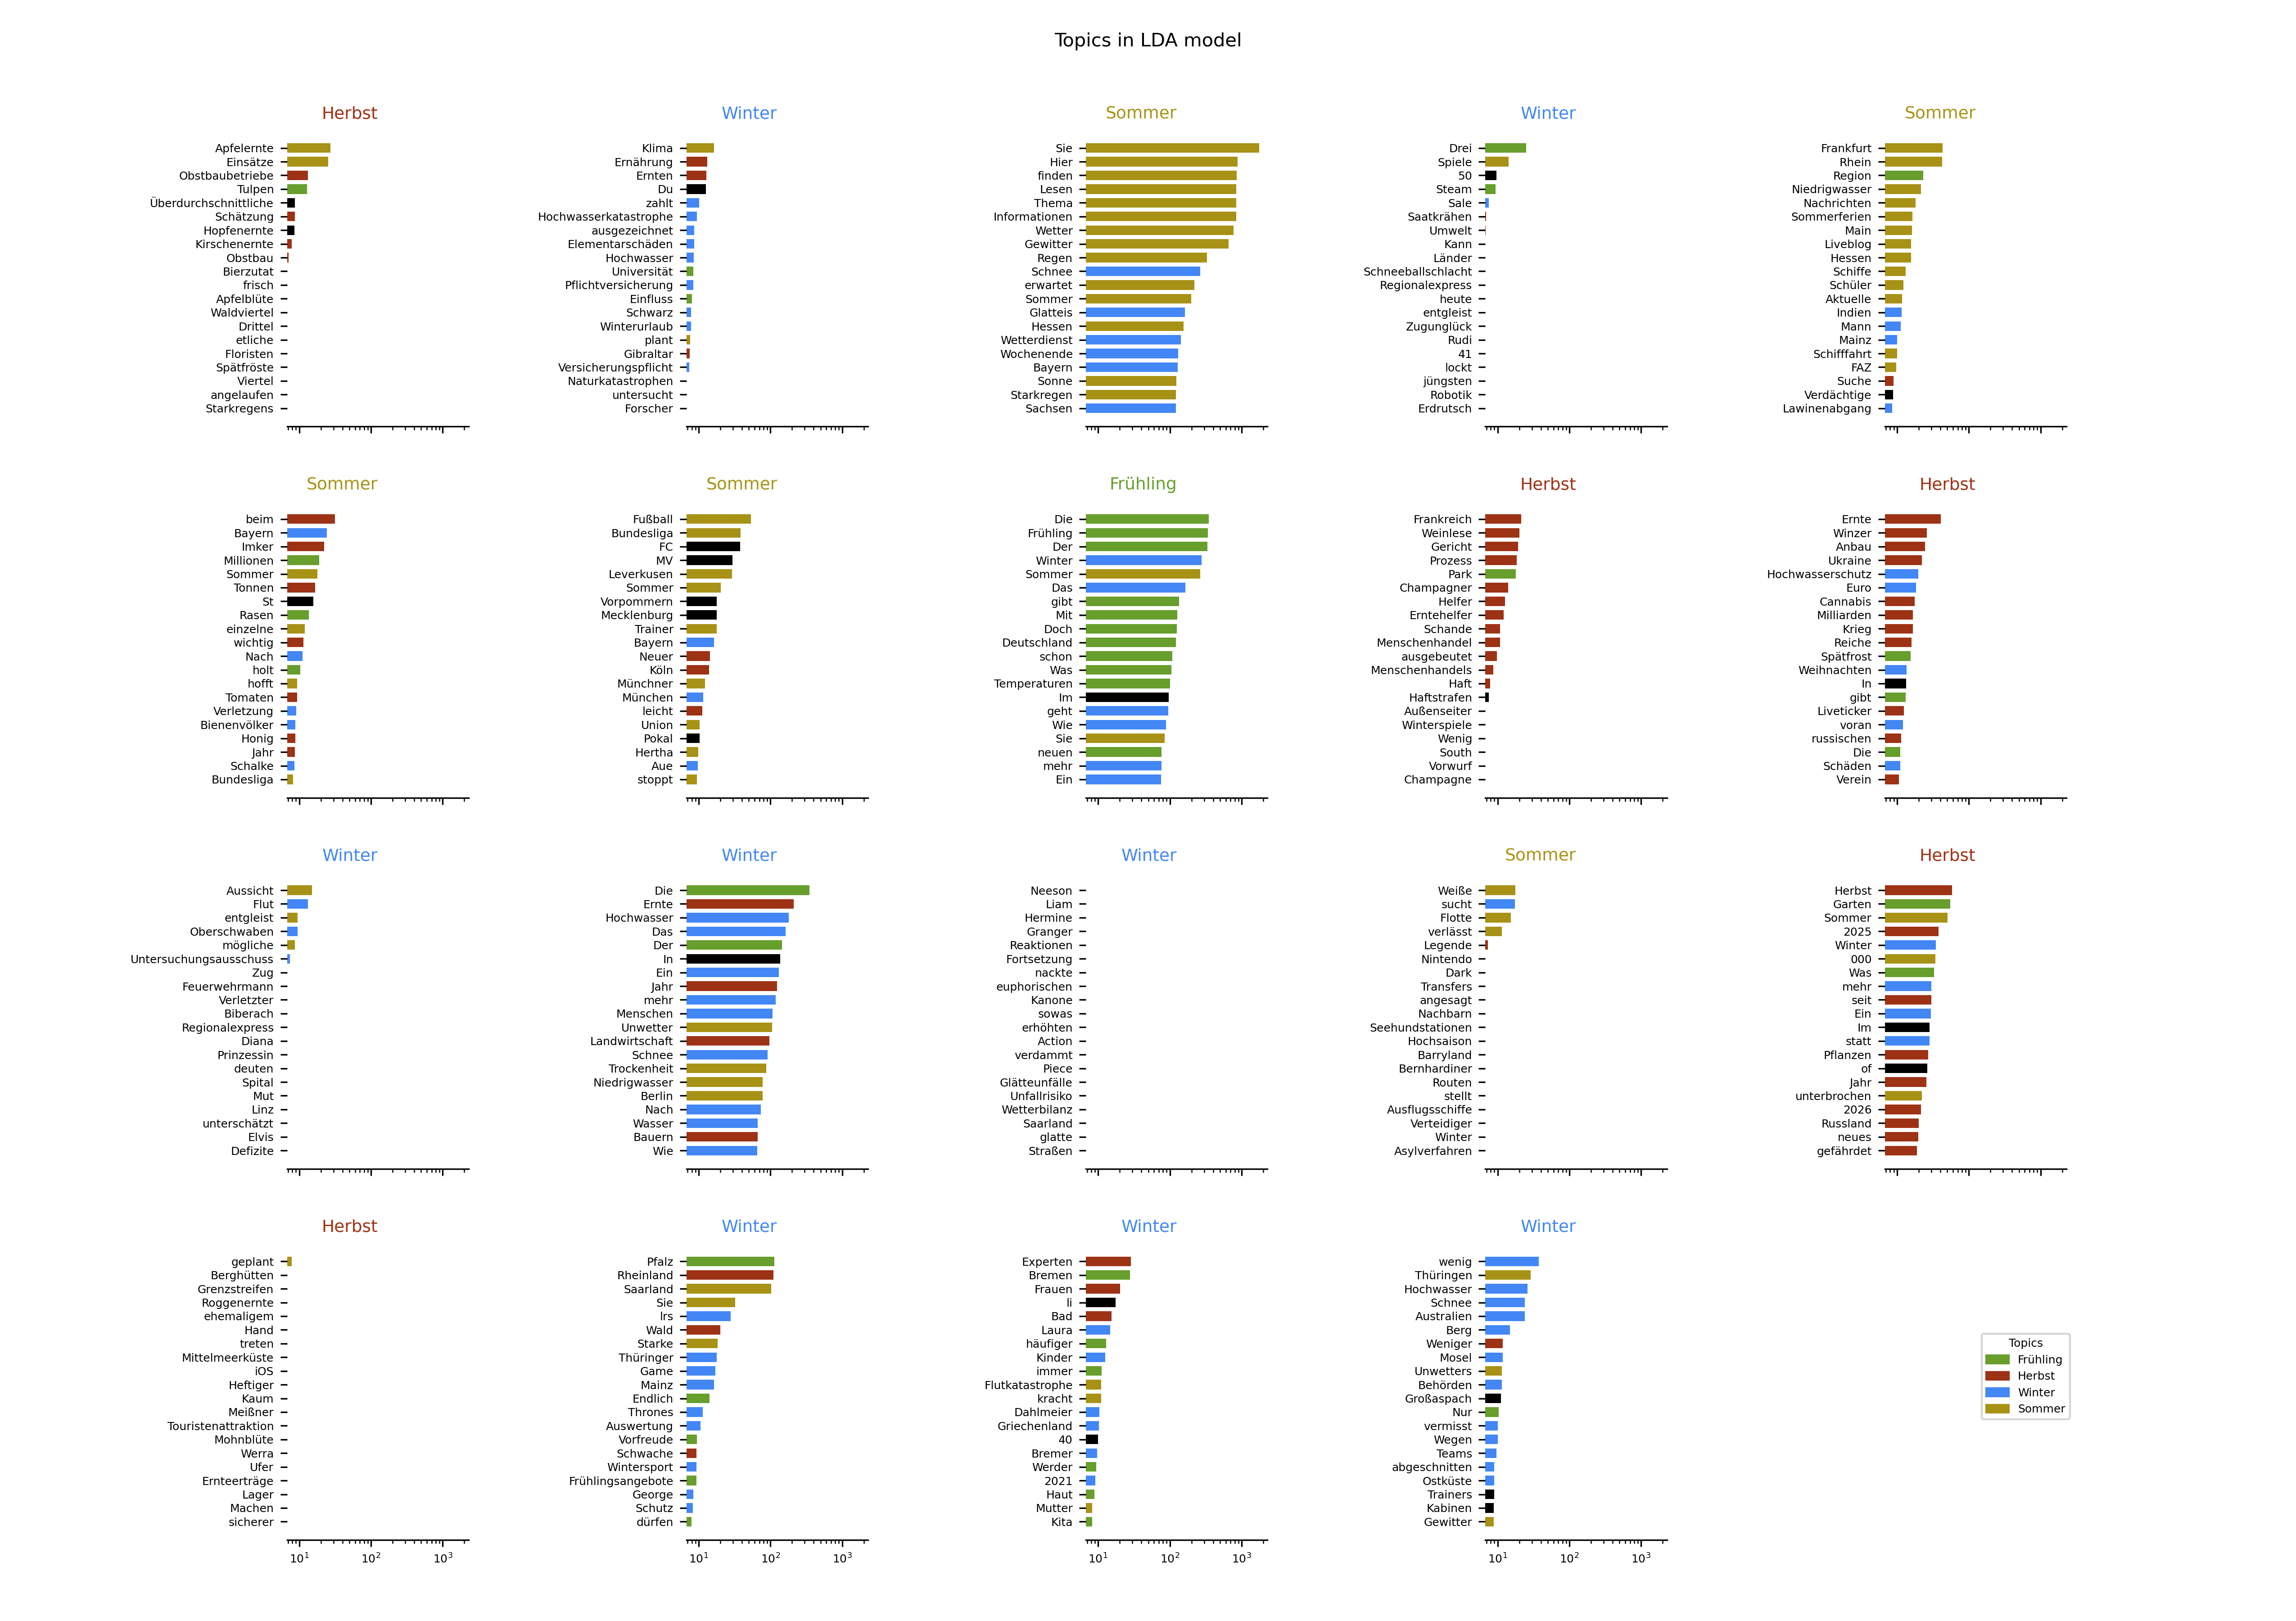 Topics in LDA model
Herbst
Apfelernte
Einsätze
Obstbaubetriebe
Tulpen
Überdurchschnittliche
Schätzung
Hopfenernte
Kirschenernte
Obstbau
Bierzutat
frisch
Apfelblüte
Waldviertel
Drittel
etliche
Floristen
Spätfröste
Viertel
angelaufen
Starkregens
Winter
Klima
Ernährung
Ernten
Du
zahlt
Hochwasserkatastrophe
ausgezeichnet
Elementarschäden
Hochwasser
Universität
Pflichtversicherung
Einfluss
Schwarz
Winterurlaub
plant
Gibraltar
Versicherungspflicht
Naturkatastrophen
untersucht
Forscher
Sommer
Sie
Hier
finden
Lesen
Thema
Informationen
Wetter
Gewitter
Regen
Schnee
erwartet
Sommer
Glatteis
Hessen
Wetterdienst
Wochenende
Bayern
Sonne
Starkregen
Sachsen
Winter
Drei
Spiele
50
Steam
Sale
Saatkrähen
Umwelt
Kann
Länder
Schneeballschlacht
Regionalexpress
heute
entgleist
Zugunglück
Rudi
41
lockt
jüngsten
Robotik
Erdrutsch
Sommer
Frankfurt
Rhein
Region
Niedrigwasser
Nachrichten
Sommerferien
Main
Liveblog
Hessen
Schiffe
Schüler
Aktuelle
Indien
Mann
Mainz
Schifffahrt
FAZ
Suche
Verdächtige
Lawinenabgang
Sommer
beim
Bayern
Imker
Millionen
Sommer
Tonnen
St
Rasen
einzelne
wichtig
Nach
holt
hofft
Tomaten
Verletzung
Bienenvölker
Honig
Jahr
Schalke
Bundesliga
Sommer
Fußball
Bundesliga
FC
MV
Leverkusen
Sommer
Vorpommern
Mecklenburg
Trainer
Bayern
Neuer
Köln
Münchner
München
leicht
Union
Pokal
Hertha
Aue
stoppt
Frühling
Die
Frühling
Der
Winter
Sommer
Das
gibt
Mit
Doch
Deutschland
schon
Was
Temperaturen
Im
geht
Wie
Sie
neuen
mehr
Ein
Herbst
Frankreich
Weinlese
Gericht
Prozess
Park
Champagner
Helfer
Erntehelfer
Schande
Menschenhandel
ausgebeutet
Menschenhandels
Haft
Haftstrafen
Außenseiter
Winterspiele
Wenig
South
Vorwurf
Champagne
Herbst
Ernte
Winzer
Anbau
Ukraine
Hochwasserschutz
Euro
Cannabis
Milliarden
Krieg
Reiche
Spätfrost
Weihnachten
In
gibt
Liveticker
voran
russischen
Die
Schäden
Verein
Winter
Aussicht
Flut
entgleist
Oberschwaben
mögliche
Untersuchungsausschuss
Zug
Feuerwehrmann
Verletzter
Biberach
Regionalexpress
Diana
Prinzessin
deuten
Spital
Mut
Linz
unterschätzt
Elvis
Defizite
Winter
Die
Ernte
Hochwasser
Das
Der
In
Ein
Jahr
mehr
Menschen
Unwetter
Landwirtschaft
Schnee
Trockenheit
Niedrigwasser
Berlin
Nach
Wasser
Bauern
Wie
Winter
Neeson
Liam
Hermine
Granger
Reaktionen
Fortsetzung
nackte
euphorischen
Kanone
sowas
erhöhten
Action
verdammt
Piece
Glätteunfälle
Unfallrisiko
Wetterbilanz
Saarland
glatte
Straßen
Sommer
Weiße
sucht
Flotte
verlässt
Legende
Nintendo
Dark
Transfers
angesagt
Nachbarn
Seehundstationen
Hochsaison
Barryland
Bernhardiner
Routen
stellt
Ausflugsschiffe
Verteidiger
Winter
Asylverfahren
Herbst
Herbst
Garten
Sommer
2025
Winter
000
Was
mehr
seit
Ein
Im
statt
Pflanzen
of
Jahr
unterbrochen
2026
Russland
neues
gefährdet
Herbst
geplant
Berghütten
Grenzstreifen
Roggenernte
ehemaligem
Hand
treten
Mittelmeerküste
iOS
Heftiger
Kaum
Meißner
Touristenattraktion
Mohnblüte
Werra
Ufer
Ernteerträge
Lager
Machen
sicherer
10¹ 10² 10³
Winter
Pfalz
Rheinland
Saarland
Sie
lrs
Wald
Starke
Thüringer
Game
Mainz
Endlich
Thrones
Auswertung
Vorfreude
Schwache
Wintersport
Frühlingsangebote
George
Schutz
dürfen
10¹ 10² 10³
Winter
Experten
Bremen
Frauen
li
Bad
Laura
häufiger
Kinder
immer
Flutkatastrophe
kracht
Dahlmeier
Griechenland
40
Bremer
Werder
2021
Haut
Mutter
Kita
10¹ 10² 10³
Winter
wenig
Thüringen
Hochwasser
Schnee
Australien
Berg
Weniger
Mosel
Unwetters
Behörden
Großaspach
Nur
vermisst
Wegen
Teams
abgeschnitten
Ostküste
Trainers
Kabinen
Gewitter
10¹ 10² 10³
Topics
Frühling
Herbst
Winter
Sommer